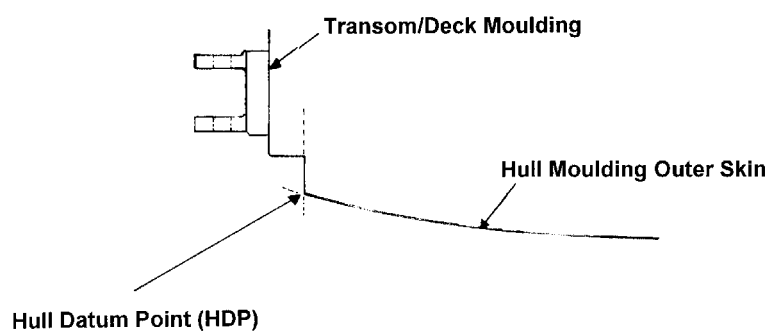 Transom/Deck Moulding
Hull Moulding Outer Skin
Hull Datum Point (HDP)